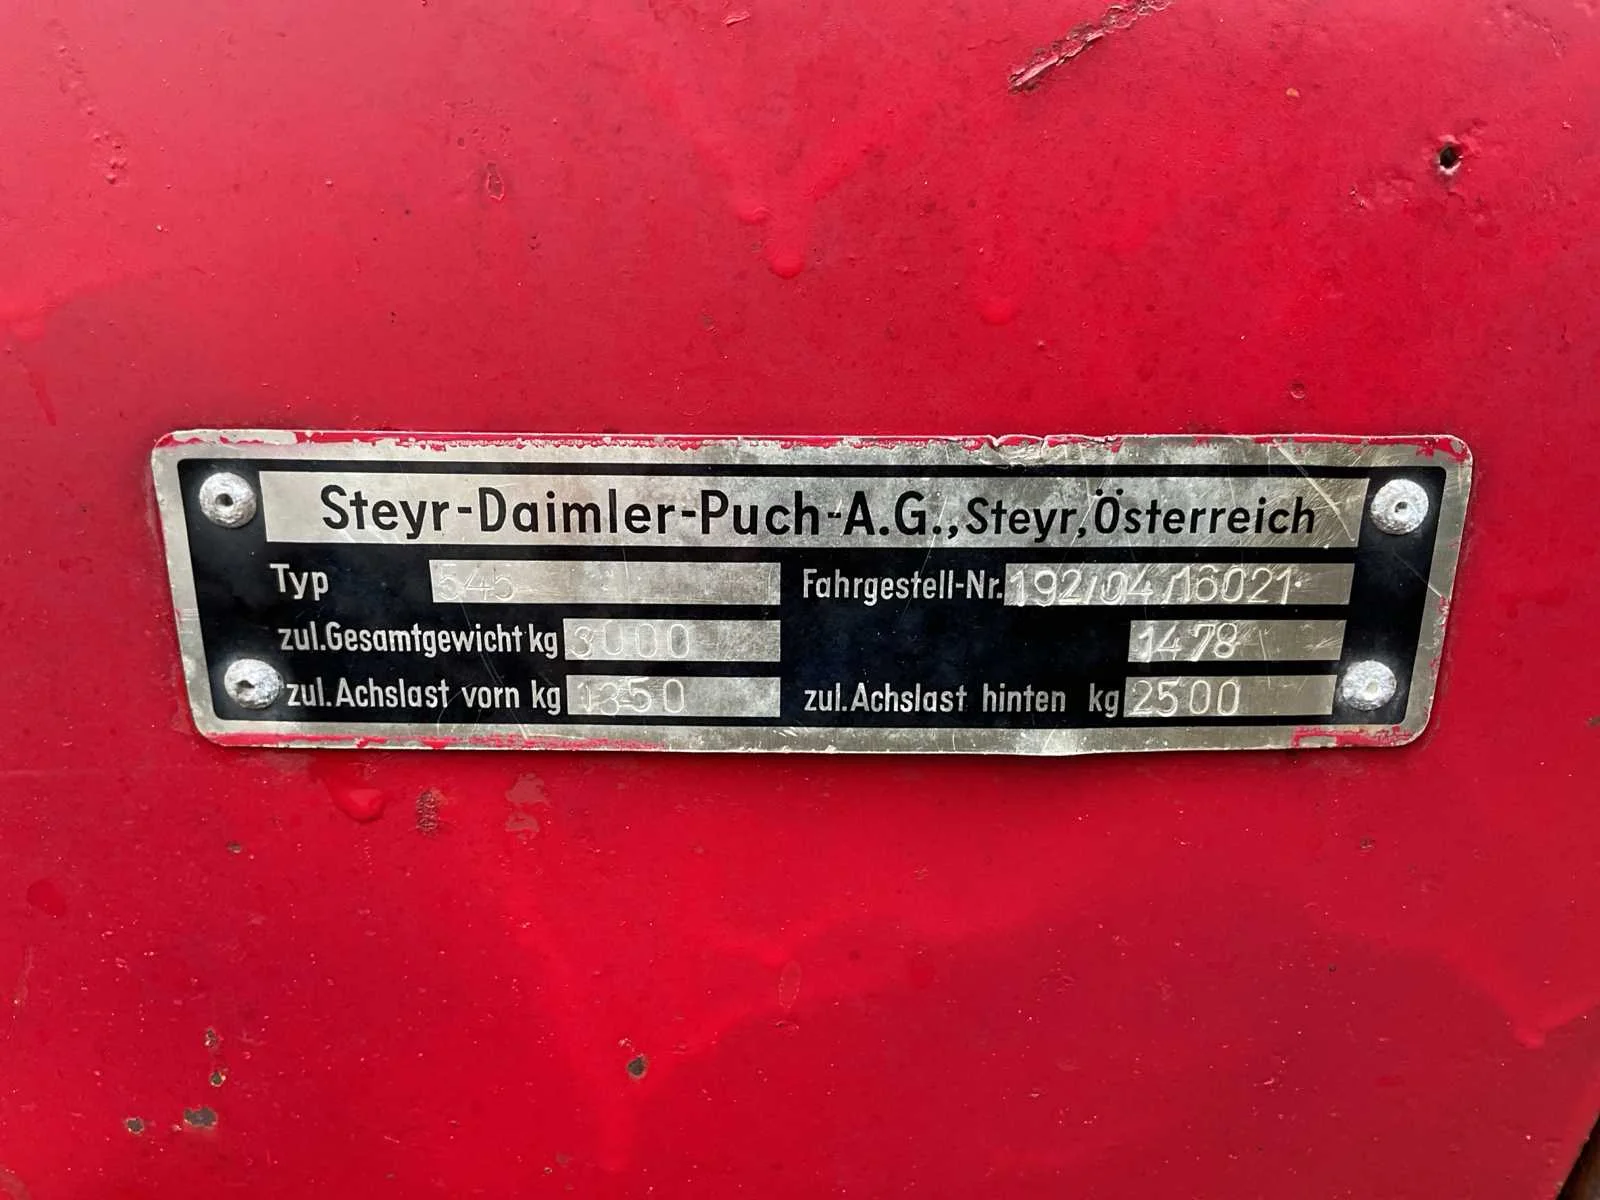 Steyr-Daimler-Puch-A.G., Steyr, Österreich
Typ 545 Fahrgestell-Nr. 192/04/16021
zul. Gesamtgewicht kg 3000 1478
zul. Achslast vorn kg 1350 zul. Achslast hinten kg 2500